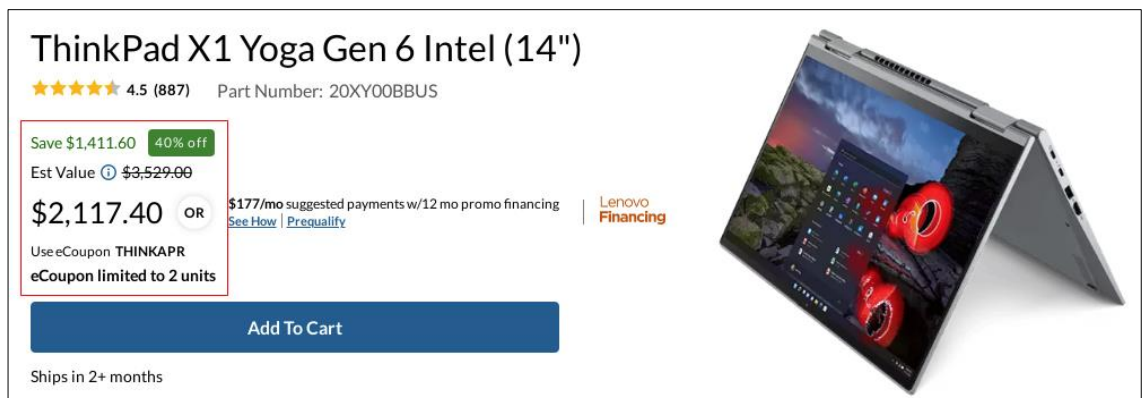 ThinkPad X1 Yoga Gen 6 Intel (14")
4.5 (887) Part Number: 20XY00BBUS
Save $1,411.60 40% off
Est Value $3,529.00
$2,117.40 OR
$177/mo suggested payments w/12 mo promo financing
See How | Prequalify
Lenovo
Financing
Use eCoupon THINKAPR
eCoupon limited to 2 units
Add To Cart
Ships in 2+ months